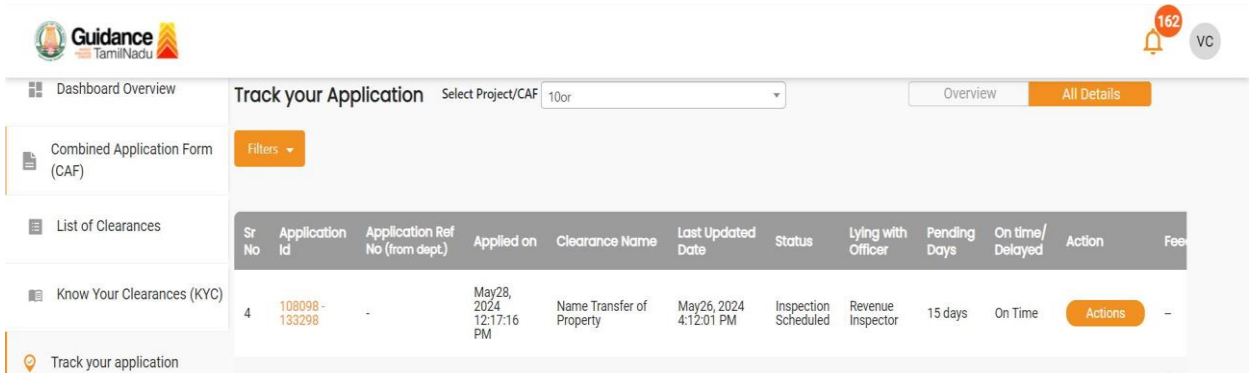 Guidance
TamilNadu
162
VC
Dashboard Overview
Track your Application Select Project/CAF 10or Overview All Details
Combined Application Form
(CAF)
Filters
List of Clearances
Sr
No
Application
Id
Application Ref
No (from dept.)
Applied on
Clearance Name
Last Updated
Date
Status
Lying with
Officer
Pending
Days
On time/
Delayed
Action
Fee
Know Your Clearances (KYC)
4
108098 -
133298
-
May28,
2024
12:17:16
PM
Name Transfer of
Property
May26, 2024
4:12:01 PM
Inspection
Scheduled
Revenue
Inspector
15 days
On Time
Actions
–
Track your application